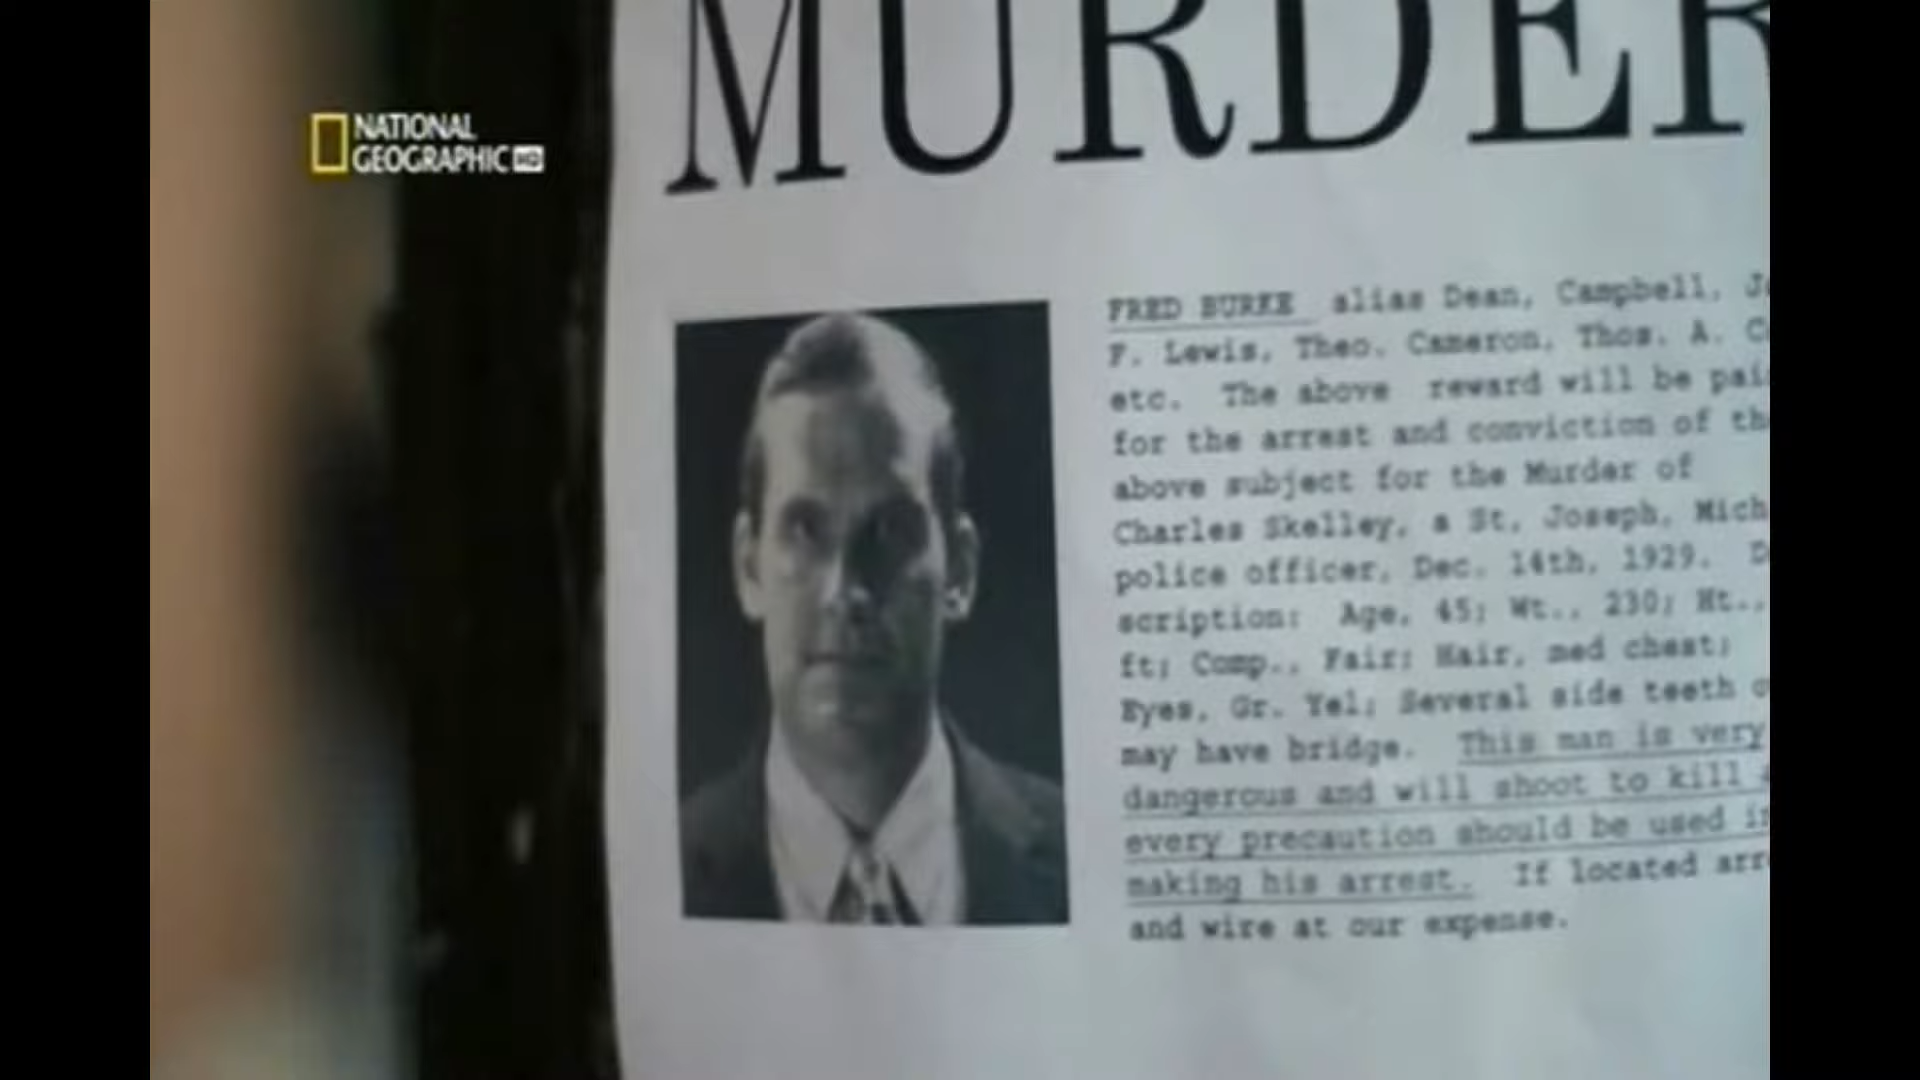 NATIONAL
GEOGRAPHIC HD
MURDER
FRED BURKE alias Dean, Campbell,
F. Lewis, Theo. Cameron, Thos. A.
etc. The above reward will be
for the arrest and conviction of
above subject for the Murder of
Charles Skelley, a St, Joseph, Mich
police officer, Dec. 14th, 1929.
scription: Age, 45; Wt., 230; Ht.,
ft; Comp., Fair; Hair, med chest;
Eyes, Gr. Yel; Several side teeth
may have bridge. This man is very
dangerous and will shoot to kill
every precaution should be used
making his arrest. If located
and wire at our expense.